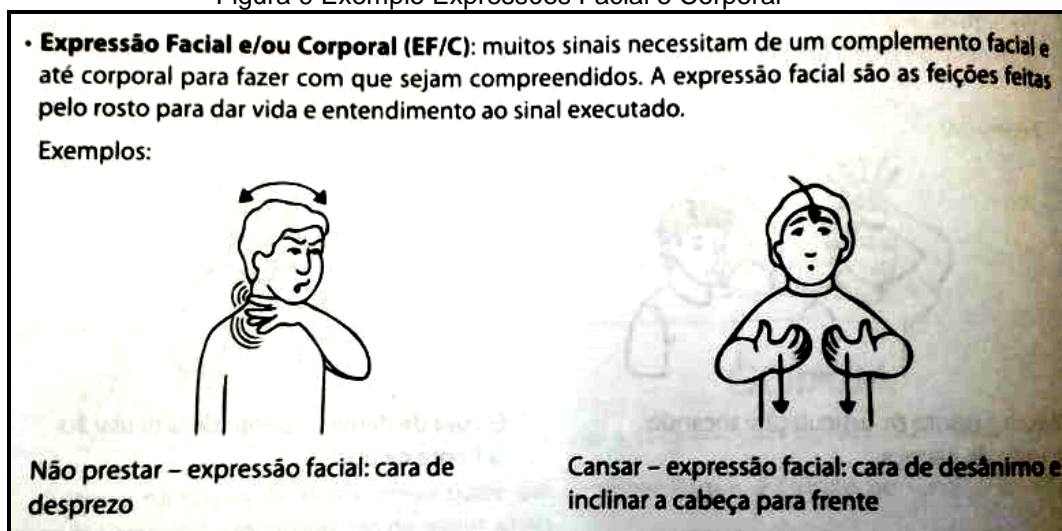 Figura 6 Exemplo Expressões Facial e Corporal
• Expressão Facial e/ou Corporal (EF/C): muitos sinais necessitam de um complemento facial e
até corporal para fazer com que sejam compreendidos. A expressão facial são as feições feitas
pelo rosto para dar vida e entendimento ao sinal executado.
Exemplos:
Não prestar – expressão facial: cara de
desprezo
Cansar – expressão facial: cara de desânimo e
inclinar a cabeça para frente